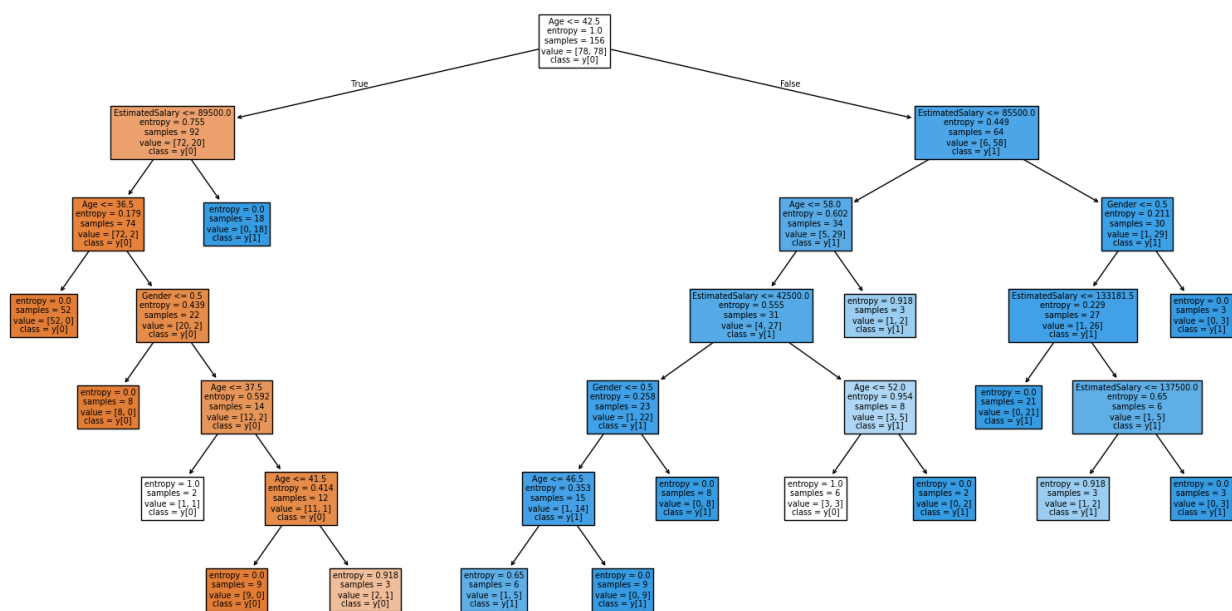 Age <= 42.5
entropy = 1.0
samples = 156
value = [78, 78]
class = y[0]
True
False
EstimatedSalary <= 89500.0
entropy = 0.755
samples = 92
value = [72, 20]
class = y[0]
EstimatedSalary <= 85500.0
entropy = 0.449
samples = 64
value = [6, 58]
class = y[1]
Age <= 36.5
entropy = 0.179
samples = 74
value = [72, 2]
class = y[0]
entropy = 0.0
samples = 18
value = [0, 18]
class = y[1]
Age <= 58.0
entropy = 0.602
samples = 34
value = [5, 29]
class = y[1]
Gender <= 0.5
entropy = 0.211
samples = 30
value = [1, 29]
class = y[1]
entropy = 0.0
samples = 52
value = [52, 0]
class = y[0]
Gender <= 0.5
entropy = 0.439
samples = 22
value = [20, 2]
class = y[0]
EstimatedSalary <= 42500.0
entropy = 0.555
samples = 31
value = [4, 27]
class = y[1]
entropy = 0.918
samples = 3
value = [1, 2]
class = y[1]
EstimatedSalary <= 133181.5
entropy = 0.229
samples = 27
value = [1, 26]
class = y[1]
entropy = 0.0
samples = 3
value = [0, 3]
class = y[1]
entropy = 0.0
samples = 8
value = [8, 0]
class = y[0]
Age <= 37.5
entropy = 0.592
samples = 14
value = [12, 2]
class = y[0]
Gender <= 0.5
entropy = 0.258
samples = 23
value = [1, 22]
class = y[1]
Age <= 52.0
entropy = 0.954
samples = 8
value = [3, 5]
class = y[1]
entropy = 0.0
samples = 21
value = [0, 21]
class = y[1]
EstimatedSalary <= 137500.0
entropy = 0.65
samples = 6
value = [1, 5]
class = y[1]
entropy = 1.0
samples = 2
value = [1, 1]
class = y[0]
Age <= 41.5
entropy = 0.414
samples = 12
value = [11, 1]
class = y[0]
Age <= 46.5
entropy = 0.353
samples = 15
value = [1, 14]
class = y[1]
entropy = 0.0
samples = 8
value = [0, 8]
class = y[1]
entropy = 1.0
samples = 6
value = [3, 3]
class = y[0]
entropy = 0.0
samples = 2
value = [0, 2]
class = y[1]
entropy = 0.918
samples = 3
value = [1, 2]
class = y[1]
entropy = 0.0
samples = 3
value = [0, 3]
class = y[1]
entropy = 0.0
samples = 9
value = [9, 0]
class = y[0]
entropy = 0.918
samples = 3
value = [2, 1]
class = y[0]
entropy = 0.65
samples = 6
value = [1, 5]
class = y[1]
entropy = 0.0
samples = 9
value = [0, 9]
class = y[1]